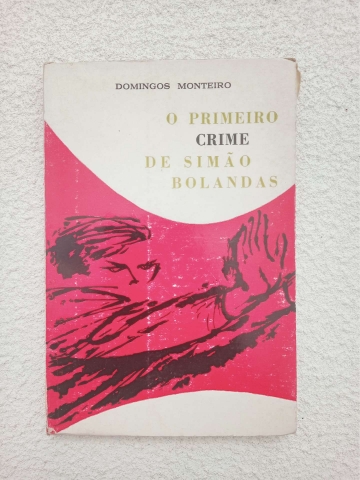 DOMINGOS MONTEIRO
O PRIMEIRO
CRIME
DE SIMÃO
BOLANDAS